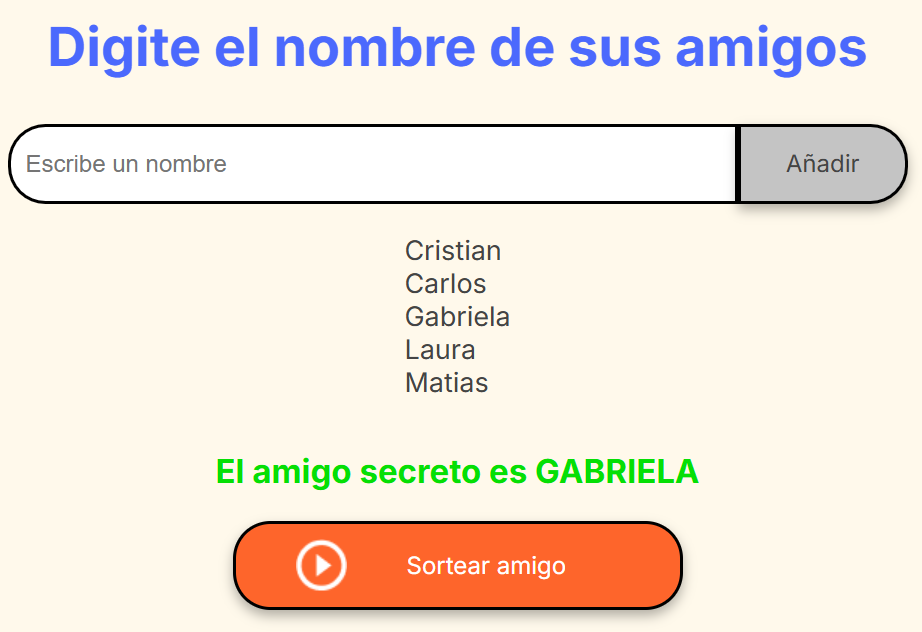 Digite el nombre de sus amigos
Escribe un nombre
Añadir
Cristian
Carlos
Gabriela
Laura
Matias
El amigo secreto es GABRIELA
Sortear amigo